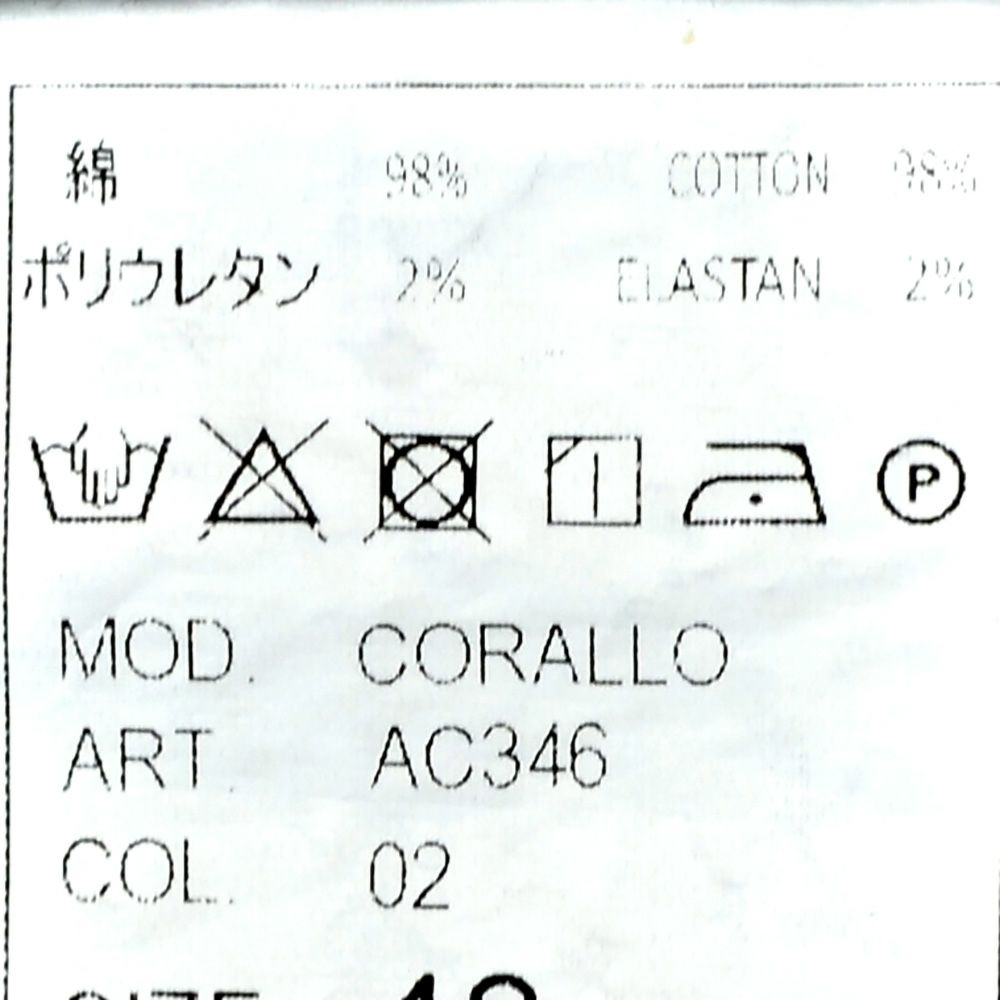 綿 98% COTTON 98%
ポリウレタン 2% ELASTAN 2%
P
MOD. CORALLO
ART AC346
COL. 02
SIZE